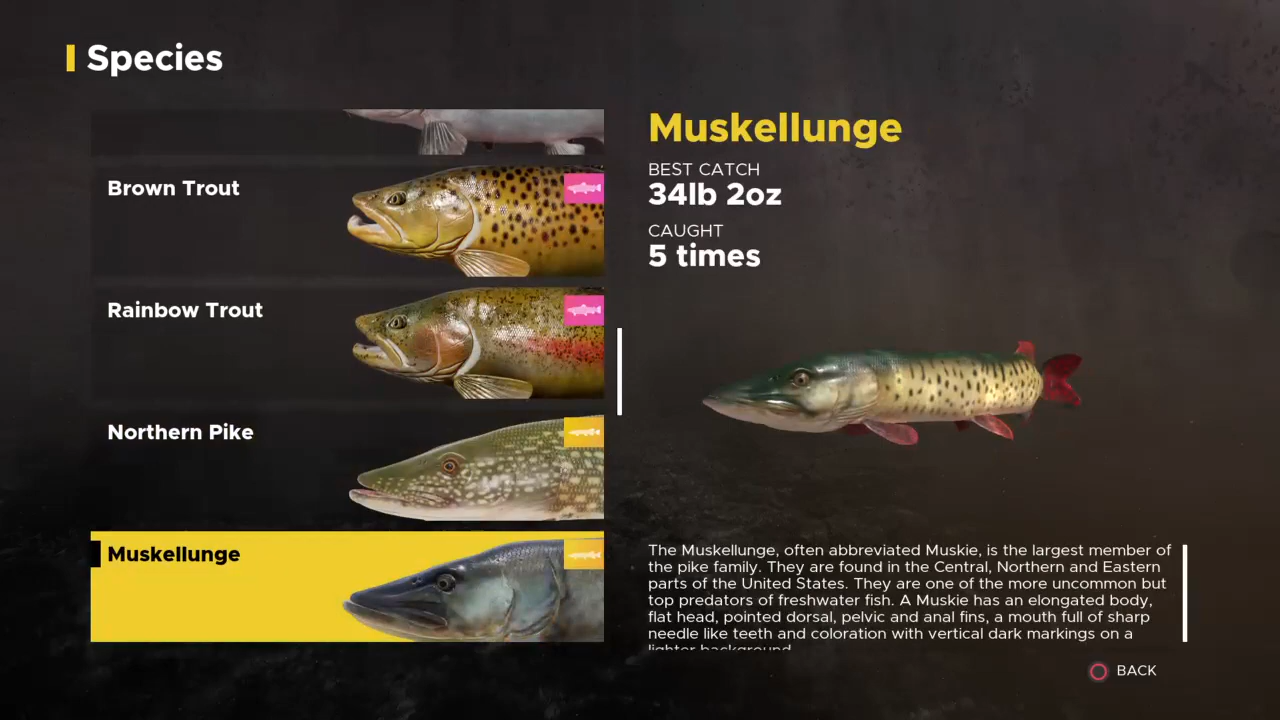 Species
Brown Trout
Rainbow Trout
Northern Pike
Muskellunge
Muskellunge
BEST CATCH
34lb 2oz
CAUGHT
5 times
The Muskellunge, often abbreviated Muskie, is the largest member of
the pike family. They are found in the Central, Northern and Eastern
parts of the United States. They are one of the more uncommon but
top predators of freshwater fish. A Muskie has an elongated body,
flat head, pointed dorsal, pelvic and anal fins, a mouth full of sharp
needle like teeth and coloration with vertical dark markings on a
lighter background.
BACK